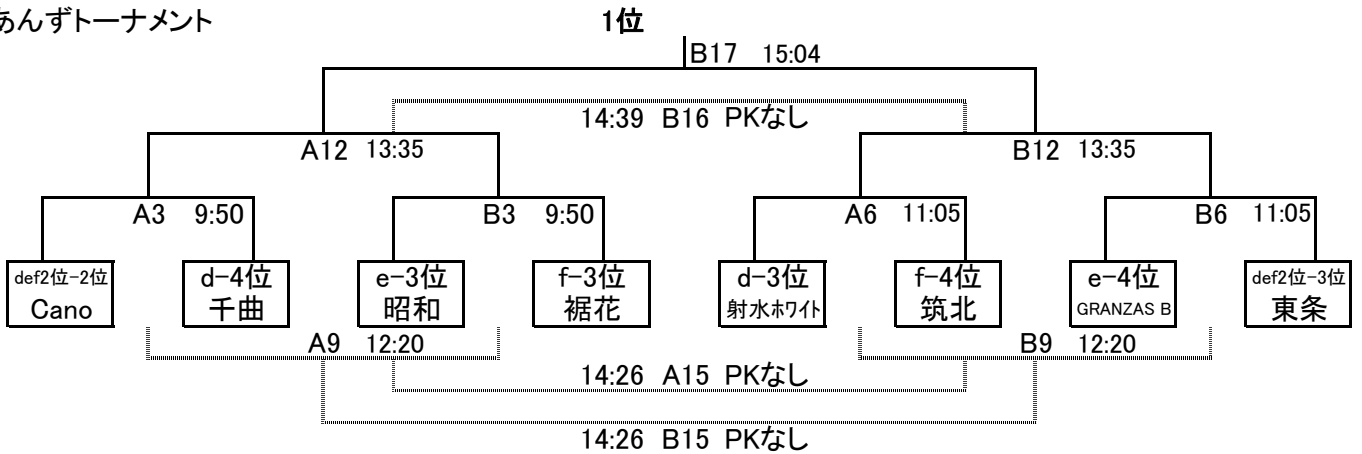 あんずトーナメント
1位
B17 15:04
14:39 B16 PKなし
A12 13:35
B12 13:35
A3 9:50
B3 9:50
A6 11:05
B6 11:05
def2位-2位
Cano
d-4位
千曲
e-3位
昭和
f-3位
裾花
d-3位
射水ホワイト
f-4位
筑北
e-4位
GRANZAS B
def2位-3位
東条
A9 12:20
B9 12:20
14:26 A15 PKなし
14:26 B15 PKなし